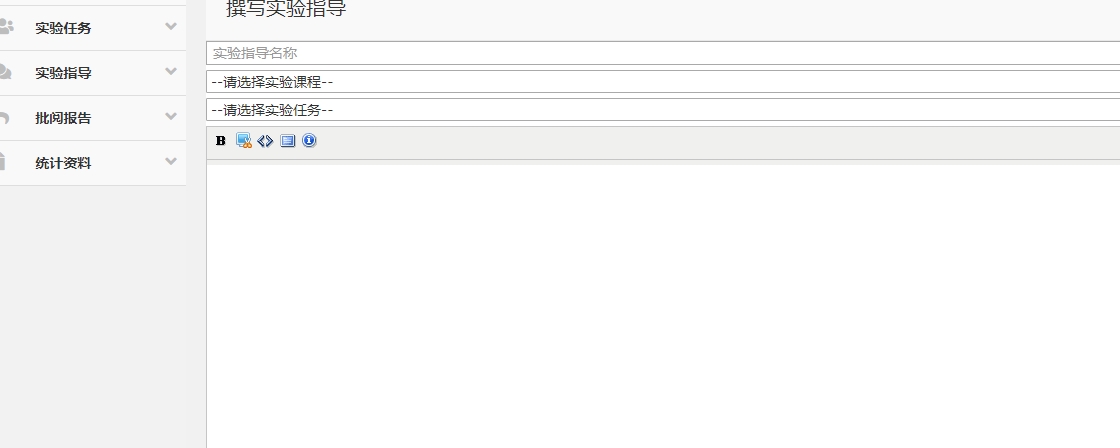 撰写实验指导
实验任务
实验指导
批阅报告
统计资料
实验指导名称
--请选择实验课程--
--请选择实验任务--
B